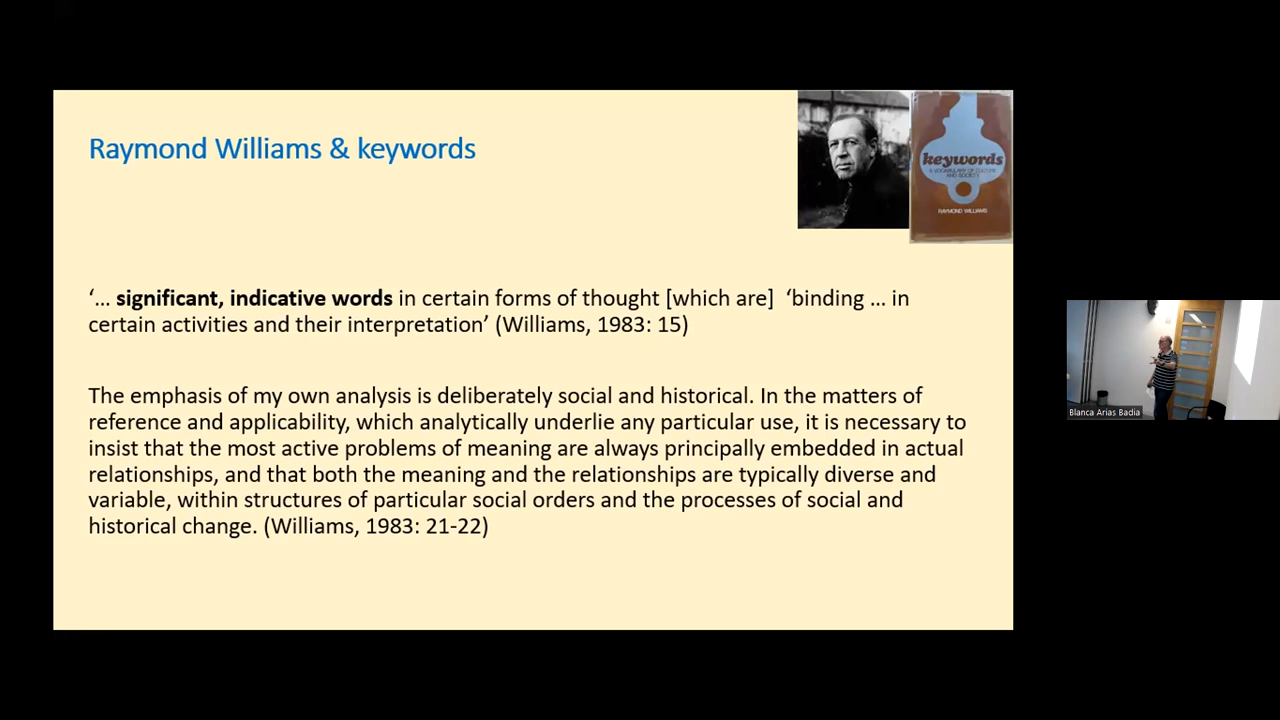 Raymond Williams & keywords
keywords
A VOCABULARY OF CULTURE
AND SOCIETY
RAYMOND WILLIAMS
‘... significant, indicative words in certain forms of thought [which are] ‘binding ... in
certain activities and their interpretation’ (Williams, 1983: 15)
The emphasis of my own analysis is deliberately social and historical. In the matters of
reference and applicability, which analytically underlie any particular use, it is necessary to
insist that the most active problems of meaning are always principally embedded in actual
relationships, and that both the meaning and the relationships are typically diverse and
variable, within structures of particular social orders and the processes of social and
historical change. (Williams, 1983: 21-22)
Blanca Arias Badia